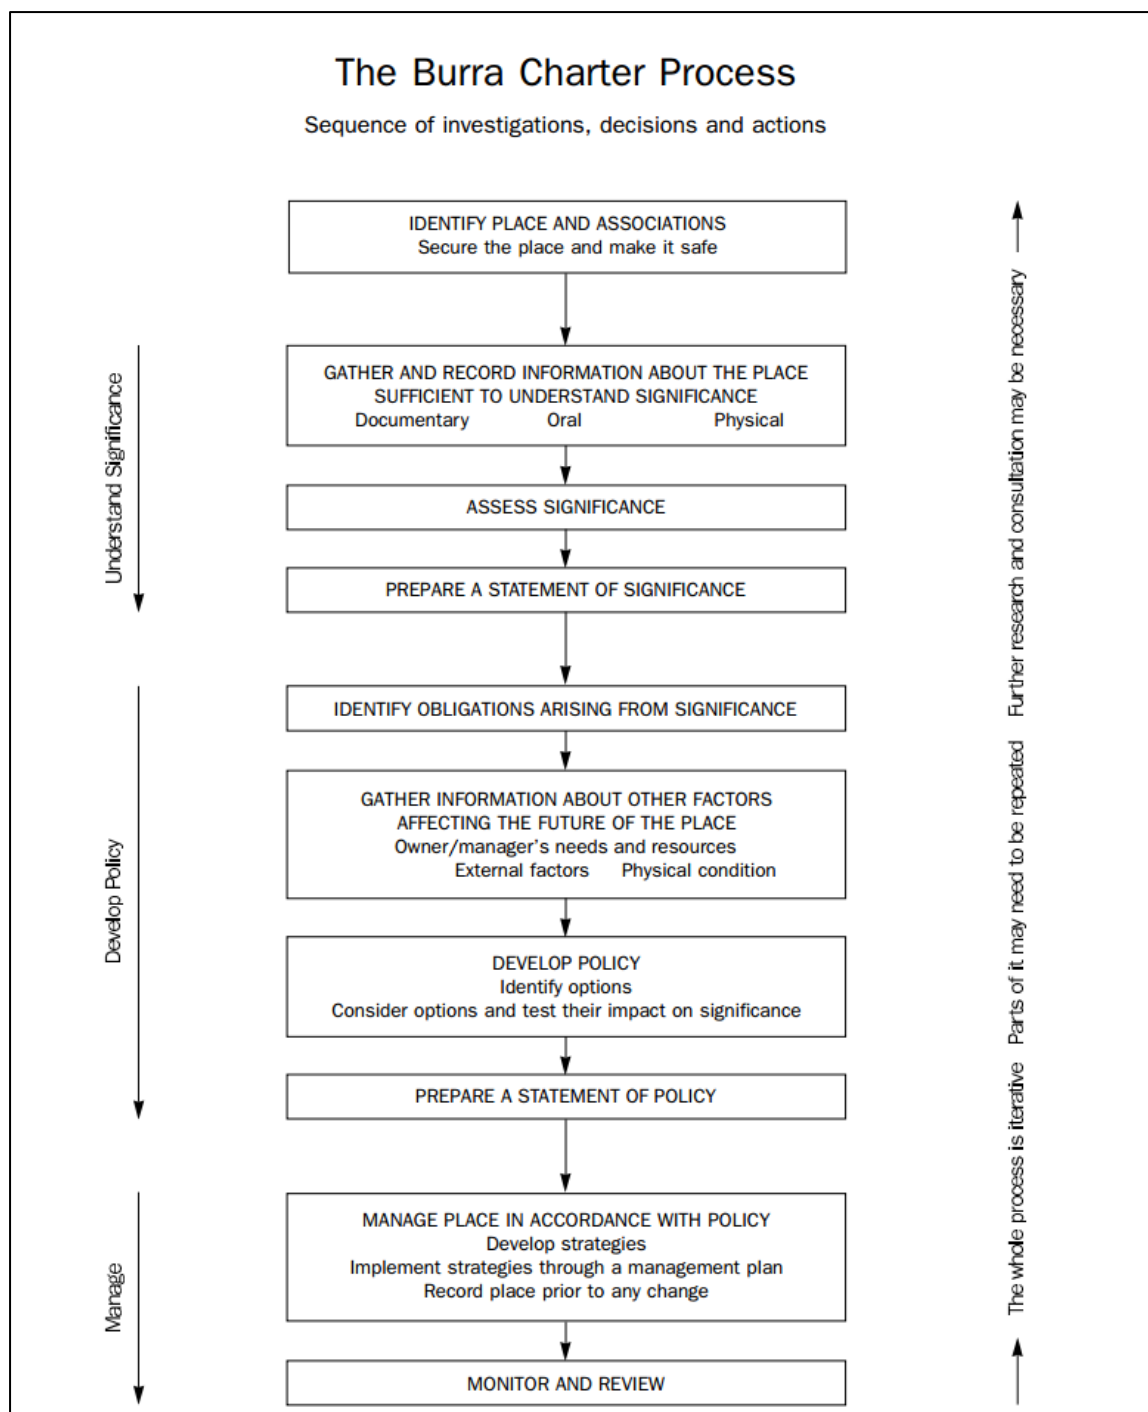 The Burra Charter Process
Sequence of investigations, decisions and actions
IDENTIFY PLACE AND ASSOCIATIONS
Secure the place and make it safe
Understand Significance
GATHER AND RECORD INFORMATION ABOUT THE PLACE
SUFFICIENT TO UNDERSTAND SIGNIFICANCE
Documentary Oral Physical
ASSESS SIGNIFICANCE
PREPARE A STATEMENT OF SIGNIFICANCE
Develop Policy
IDENTIFY OBLIGATIONS ARISING FROM SIGNIFICANCE
GATHER INFORMATION ABOUT OTHER FACTORS
AFFECTING THE FUTURE OF THE PLACE
Owner/manager's needs and resources
External factors Physical condition
DEVELOP POLICY
Identify options
Consider options and test their impact on significance
PREPARE A STATEMENT OF POLICY
Manage
MANAGE PLACE IN ACCORDANCE WITH POLICY
Develop strategies
Implement strategies through a management plan
Record place prior to any change
MONITOR AND REVIEW
The whole process is iterative Parts of it may need to be repeated Further research and consultation may be necessary